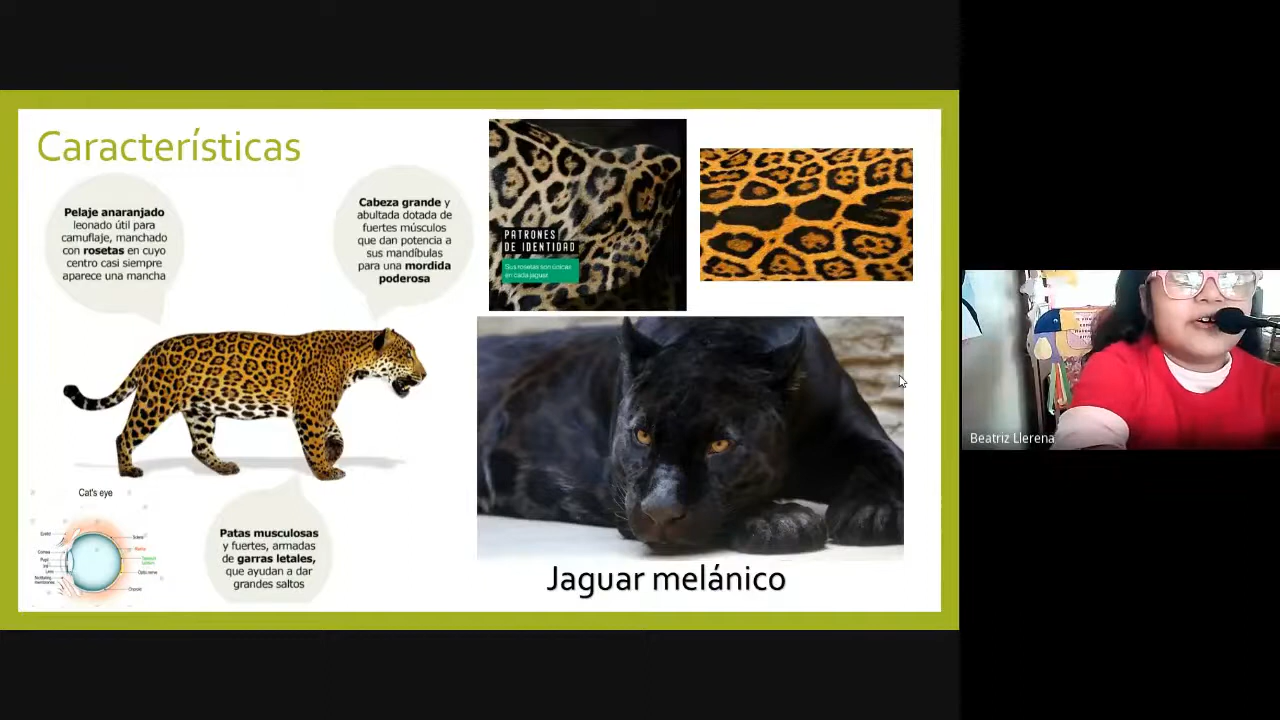 Características
Pelaje anaranjado
leonado útil para
camuflaje, manchado
con rosetas en cuyo
centro casi siempre
aparece una mancha
Cabeza grande y
abultada dotada de
fuertes músculos
que dan potencia a
sus mandíbulas
para una mordida
poderosa
PATRONES
DE IDENTIDAD
Sus rosetas son únicas
en cada jaguar
Cat's eye
Patas musculosas
y fuertes, armadas
de garras letales,
que ayudan a dar
grandes saltos
Jaguar melánico
Beatriz Llerena